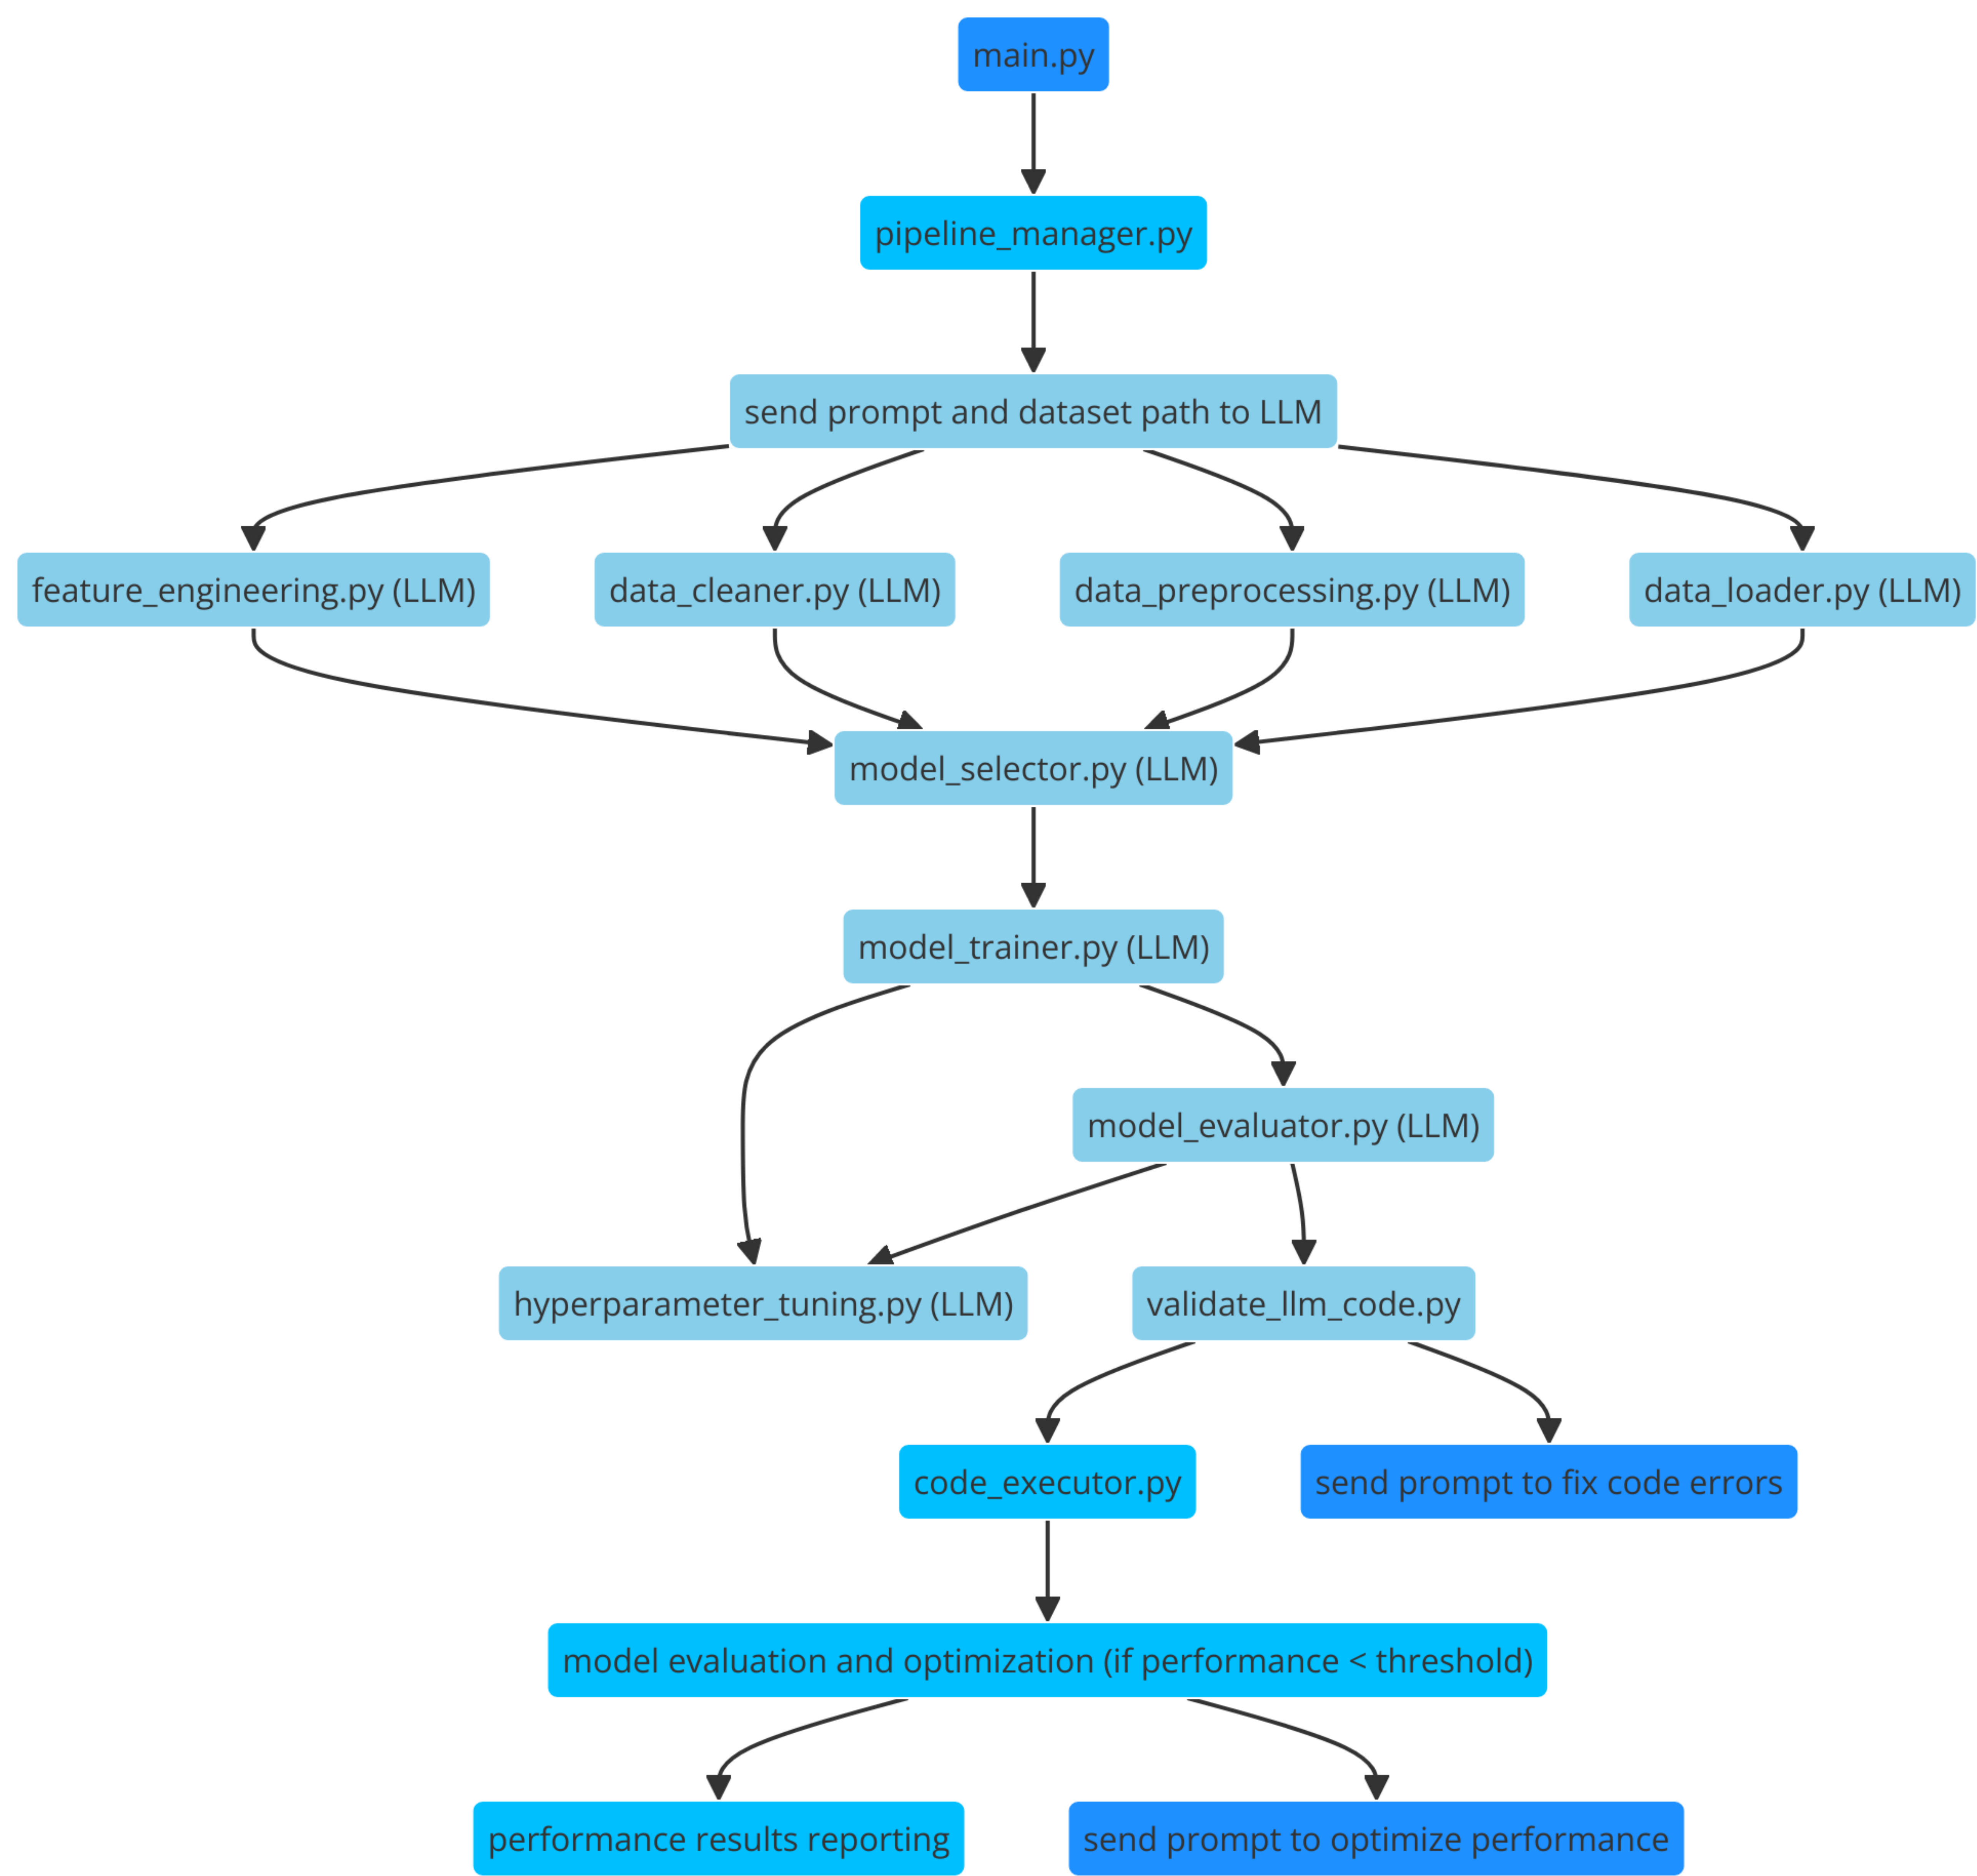 main.py
pipeline_manager.py
send prompt and dataset path to LLM
feature_engineering.py (LLM)
data_cleaner.py (LLM)
data_preprocessing.py (LLM)
data_loader.py (LLM)
model_selector.py (LLM)
model_trainer.py (LLM)
model_evaluator.py (LLM)
hyperparameter_tuning.py (LLM)
validate_llm_code.py
code_executor.py
send prompt to fix code errors
model evaluation and optimization (if performance < threshold)
performance results reporting
send prompt to optimize performance